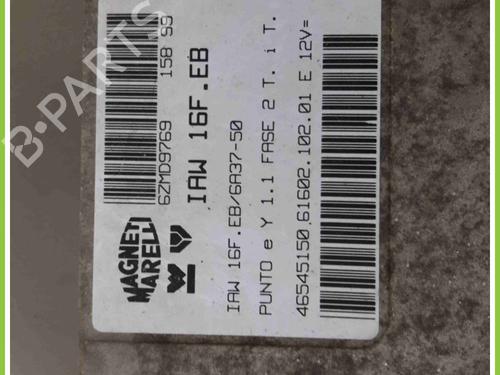 6ZMD9769 158 99
MAGNETI
MARELLI
IAW 16F.EB
IAW 16F.EB/6A37-50
PUNTO e Y 1.1 FASE 2 T. i T.
46545150.61602.102.01 E 12V=
B-PARTS